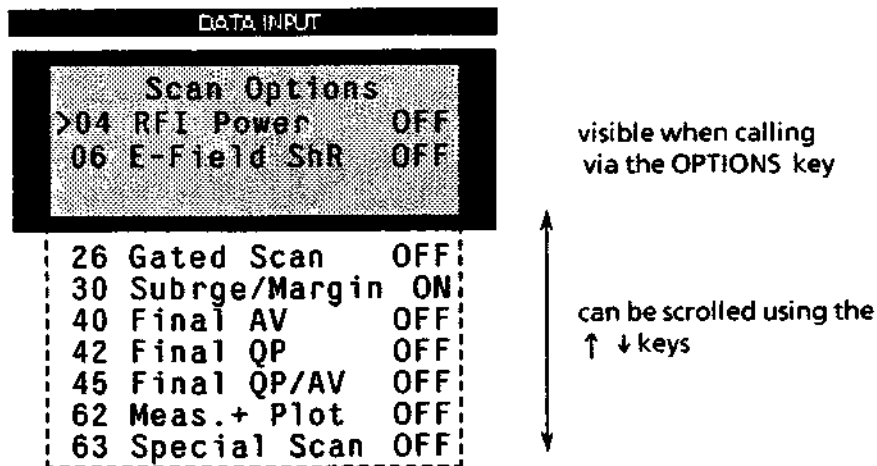 DATA INPUT
Scan Options
>04 RFI Power OFF
06 E-Field ShR OFF
visible when calling
via the OPTIONS key
26 Gated Scan OFF
30 Subrge/Margin ON
40 Final AV OFF
42 Final QP OFF
45 Final QP/AV OFF
62 Meas.+ Plot OFF
63 Special Scan OFF
can be scrolled using the
↑ ↓ keys